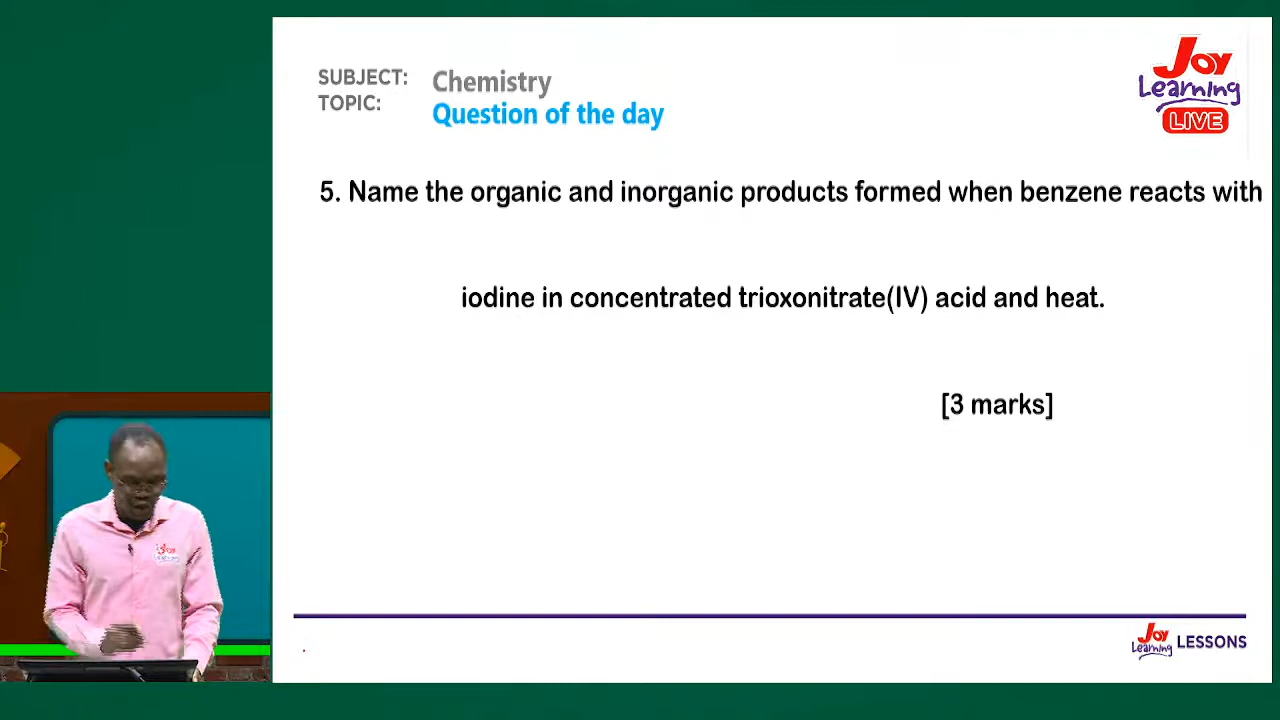 SUBJECT: Chemistry
TOPIC: Question of the day
Joy
Learning
LIVE
5. Name the organic and inorganic products formed when benzene reacts with
iodine in concentrated trioxonitrate(IV) acid and heat.
[3 marks]
Joy
Learning LESSONS